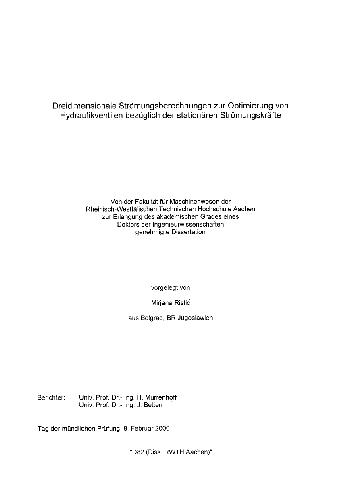 Dreidimensionale Strömungsberechnungen zur Optimierung von
Hydraulikventilen bezüglich der stationären Strömungskräfte
Von der Fakultät für Maschinenwesen der
Rheinisch-Westfälischen Technischen Hochschule Aachen
zur Erlangung des akademischen Grades eines
Doktors der Ingenieurwissenschaften
genehmigte Dissertation
vorgelegt von
Mirjana Ristić
aus Belgrad, BR Jugoslawien
Berichter: Univ. Prof. Dr.- Ing. H. Murrenhoff
Univ. Prof. Dr.- Ing. J. Ballen
Tag der mündlichen Prüfung: 8. Februar 2000
(Diss. RWTH Aachen)"